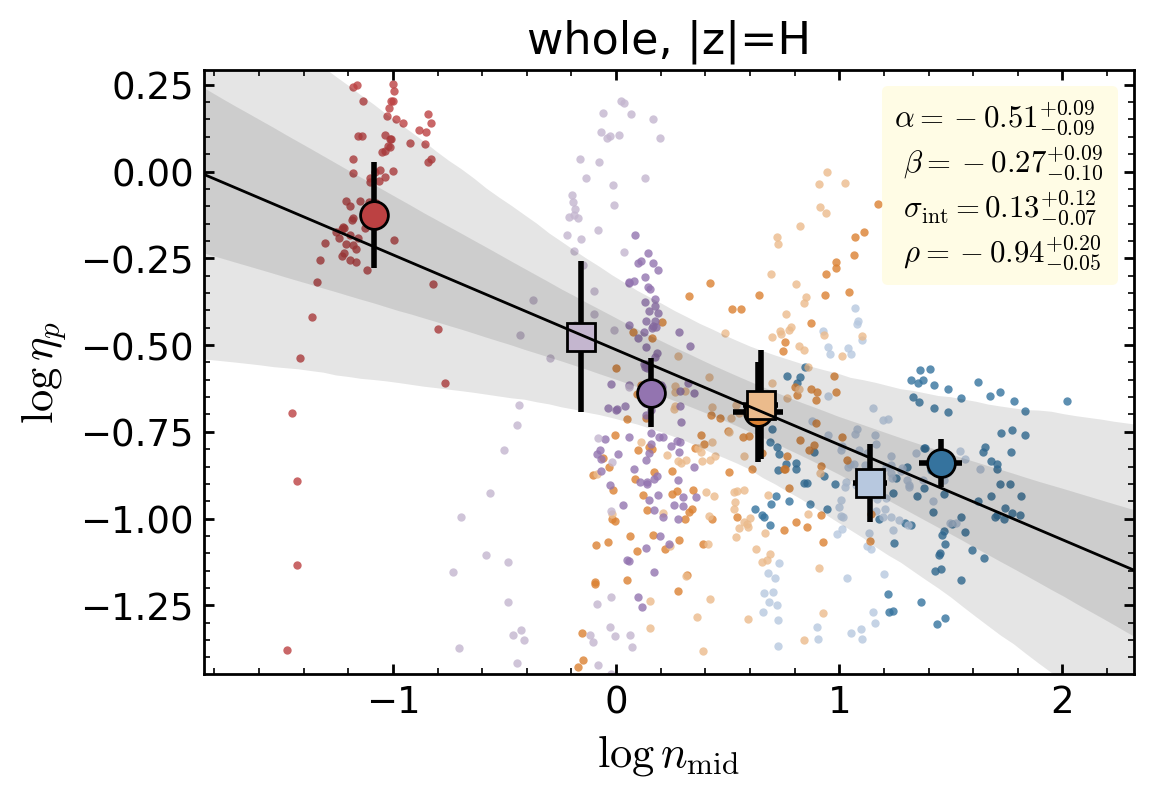 whole, |z|=H
0.25
0.00
−0.25
−0.50
−0.75
−1.00
−1.25
log η_p
α = −0.51^{+0.09}_{−0.09}
β = −0.27^{+0.09}_{−0.10}
σ_int = 0.13^{+0.12}_{−0.07}
ρ = −0.94^{+0.20}_{−0.05}
−1 0 1 2
log n_mid